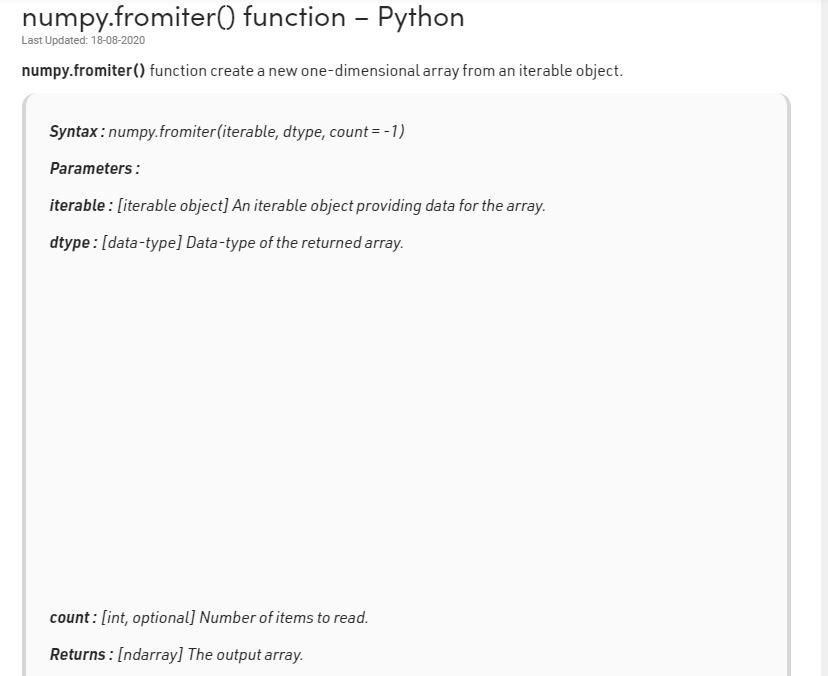 numpy.fromiter() function – Python
Last Updated: 18-08-2020
numpy.fromiter() function create a new one-dimensional array from an iterable object.
Syntax : numpy.fromiter(iterable, dtype, count = -1)
Parameters :
iterable : [iterable object] An iterable object providing data for the array.
dtype : [data-type] Data-type of the returned array.
count : [int, optional] Number of items to read.
Returns : [ndarray] The output array.